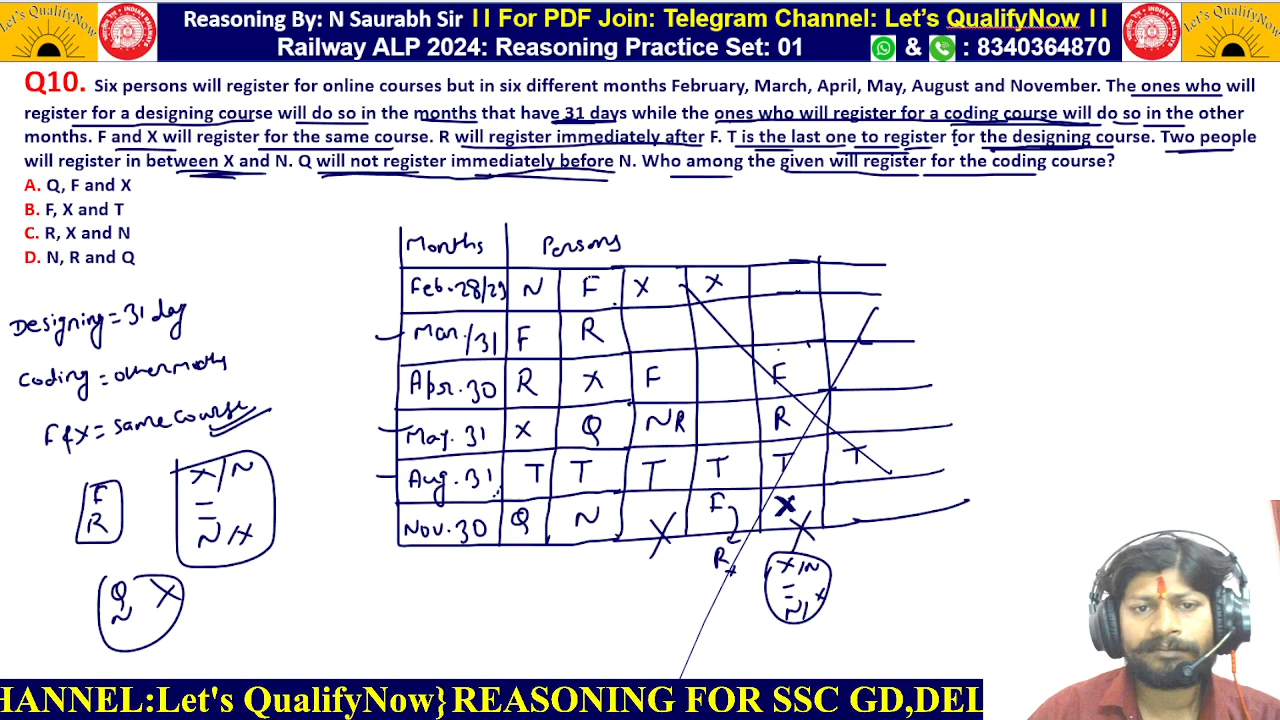 Let's QualifyNow
Reasoning By: N Saurabh Sir II For PDF Join: Telegram Channel: Let's QualifyNow II
Railway ALP 2024: Reasoning Practice Set: 01 & : 8340364870
Let's QualifyNow
Q10. Six persons will register for online courses but in six different months February, March, April, May, August and November. The ones who will
register for a designing course will do so in the months that have 31 days while the ones who will register for a coding course will do so in the other
months. F and X will register for the same course. R will register immediately after F. T is the last one to register for the designing course. Two people
will register in between X and N. Q will not register immediately before N. Who among the given will register for the coding course?
A. Q, F and X
B. F, X and T
C. R, X and N
D. N, R and Q
Months Persons
Feb. 28/29 N F X X
Mar. /31 F R
Apr. 30 R X F F
May. 31 X Q N R R
Aug. 31 T T T T T T
Nov. 30 Q N X F X X
Designing = 31 day
Coding = other months
F & X = same course
F
R
X/N
=
N/X
Q X
N
R
X/N
=
N/X
HANNEL:Let's QualifyNow}REASONING FOR SSC GD,DEL